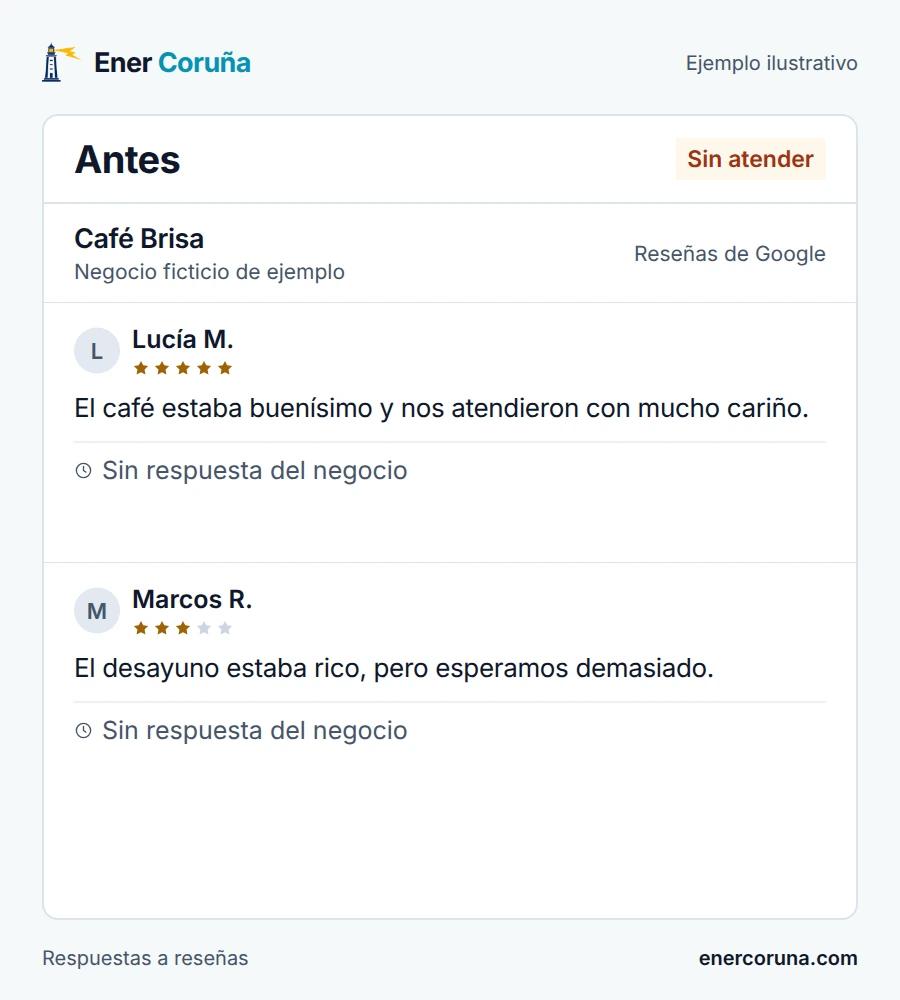 Ener Coruña
Ejemplo ilustrativo
Antes
Sin atender
Café Brisa
Negocio ficticio de ejemplo
Reseñas de Google
L
Lucía M.
El café estaba buenísimo y nos atendieron con mucho cariño.
Sin respuesta del negocio
M
Marcos R.
El desayuno estaba rico, pero esperamos demasiado.
Sin respuesta del negocio
Respuestas a reseñas
enercoruna.com